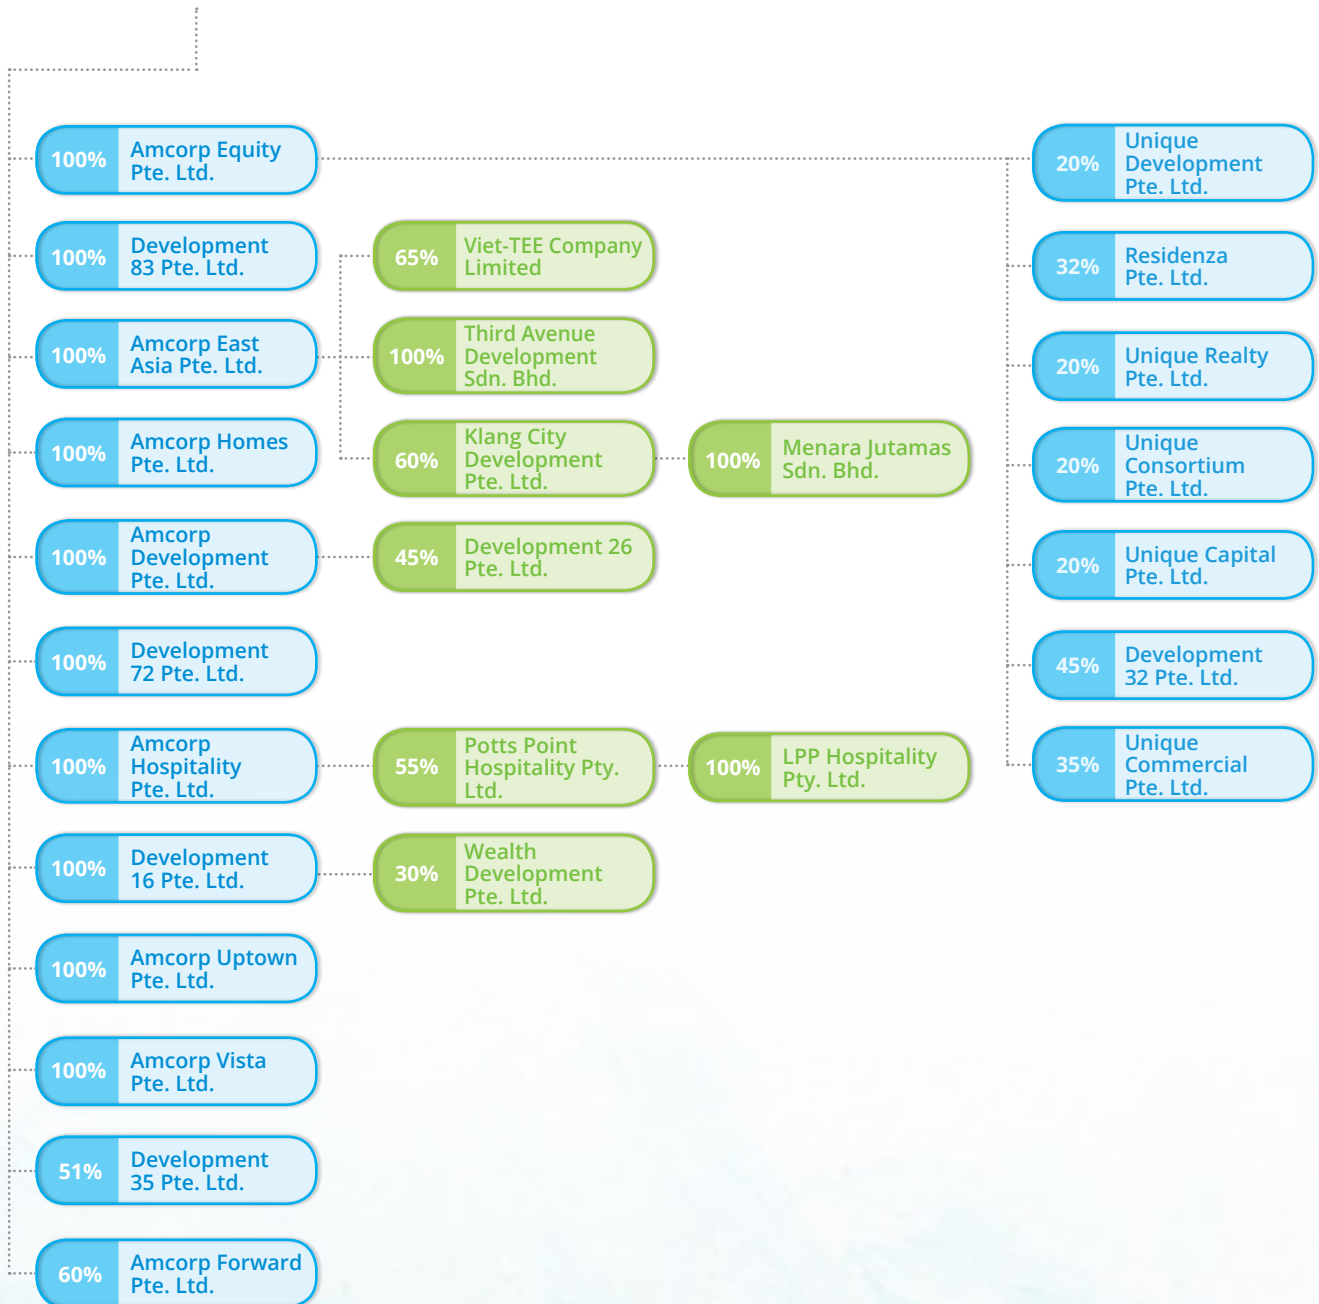 100%
Amcorp Equity
Pte. Ltd.
100%
Development
83 Pte. Ltd.
100%
Amcorp East
Asia Pte. Ltd.
100%
Amcorp Homes
Pte. Ltd.
100%
Amcorp
Development
Pte. Ltd.
100%
Development
72 Pte. Ltd.
100%
Amcorp
Hospitality
Pte. Ltd.
100%
Development
16 Pte. Ltd.
100%
Amcorp Uptown
Pte. Ltd.
100%
Amcorp Vista
Pte. Ltd.
51%
Development
35 Pte. Ltd.
60%
Amcorp Forward
Pte. Ltd.
65%
Viet-TEE Company
Limited
100%
Third Avenue
Development
Sdn. Bhd.
60%
Klang City
Development
Pte. Ltd.
45%
Development 26
Pte. Ltd.
55%
Potts Point
Hospitality Pty.
Ltd.
30%
Wealth
Development
Pte. Ltd.
100%
Menara Jutamas
Sdn. Bhd.
100%
LPP Hospitality
Pty. Ltd.
20%
Unique
Development
Pte. Ltd.
32%
Residenza
Pte. Ltd.
20%
Unique Realty
Pte. Ltd.
20%
Unique
Consortium
Pte. Ltd.
20%
Unique Capital
Pte. Ltd.
45%
Development
32 Pte. Ltd.
35%
Unique
Commercial
Pte. Ltd.